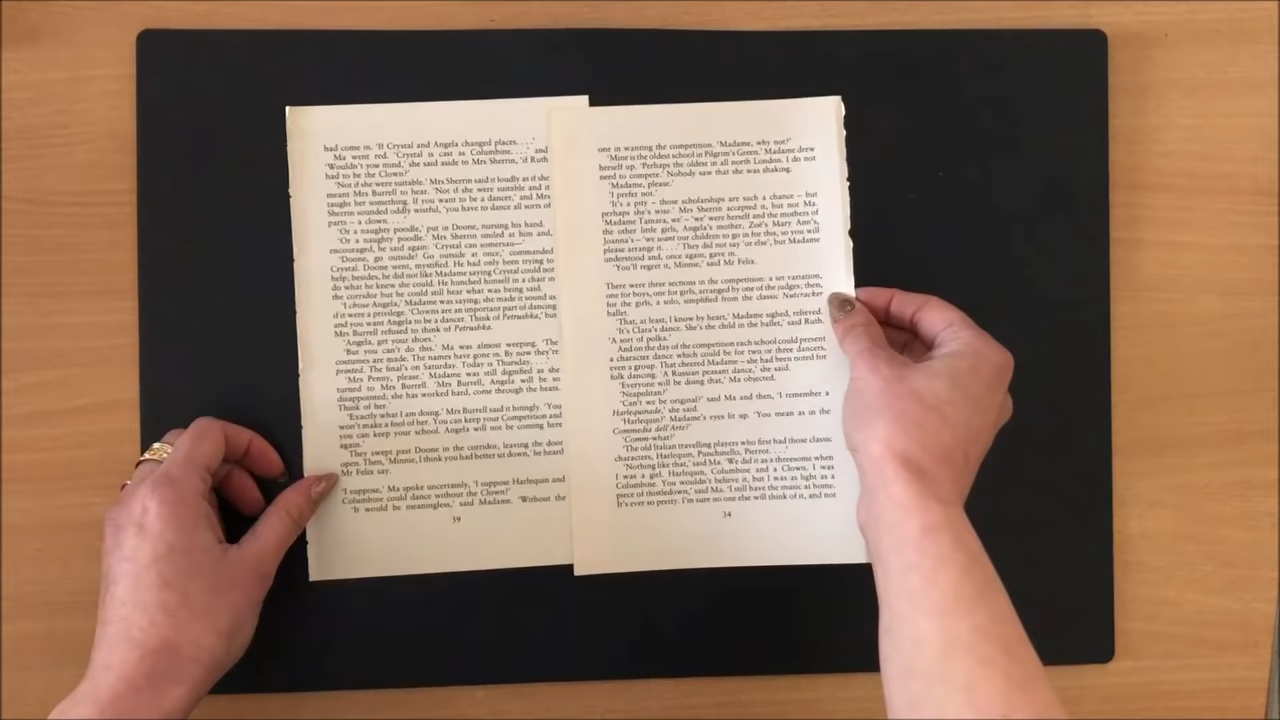 had come in. 'If Crystal and Angela changed places. . . .'
Ma went red. 'Crystal is cast as Columbine. . . .' and
'Wouldn't you mind,' she said aside to Mrs Sherrin, 'if Ruth
had to be the Clown?'
'Not if she were suitable.' Mrs Sherrin said it loudly as if she
meant Mrs Burrell to hear. 'Not if she were suitable and it
taught her something. If you want to be a dancer,' and Mrs
Sherrin sounded oddly wistful, 'you have to dance all sorts of
parts – a clown. . . .'
'Or a naughty poodle,' put in Doone, nursing his hand.
'Or a naughty poodle.' Mrs Sherrin smiled at him and,
encouraged, he said again: 'Crystal can somersau—'
'Doone, go outside! Go outside at once,' commanded
Crystal. Doone went, mystified. He had only been trying to
help; besides, he did not like Madame saying Crystal could not
do what he knew she could. He hunched himself in a chair in
the corridor but he could still hear what was being said.
'I chose Angela,' Madame was saying; she made it sound as
if it were a privilege. 'Clowns are an important part of dancing
and you want Angela to be a dancer. Think of Petrushka,' but
Mrs Burrell refused to think of Petrushka.
'Angela, get your shoes.'
'But you can't do this.' Ma was almost weeping. 'The
costumes are made. The names have gone in. By now they're
printed. The final's on Saturday. Today is Thursday. . . .'
'Mrs Penny, please.' Madame was still dignified as she
turned to Mrs Burrell. 'Mrs Burrell, Angela will be so
disappointed; she has worked hard, come through the heats.
Think of her.'
'Exactly what I am doing.' Mrs Burrell said it bitingly. 'You
won't make a fool of her. You can keep your Competition and
you can keep your school. Angela will not be coming here
again.'
They swept past Doone in the corridor, leaving the door
open. Then, 'Minnie, I think you had better sit down,' he heard
Mr Felix say.
'I suppose,' Ma spoke uncertainly, 'I suppose Harlequin and
Columbine could dance without the Clown?'
'It would be meaningless,' said Madame. 'Without the
39
one in wanting the competition. 'Madame, why not?'
'Mine is the oldest school in Pilgrim's Green.' Madame drew
herself up. 'Perhaps the oldest in all north London. I do not
need to compete.' Nobody saw that she was shaking.
'Madame, please.'
'I prefer not.'
'It's a pity – those scholarships are such a chance – but
perhaps she's wise.' Mrs Sherrin accepted it, but not Ma.
'Madame Tamara, we' – 'we' were herself and the mothers of
the other little girls, Angela's mother, Zoë's Mary Ann's,
Joanna's – 'we want our children to go in for this, so you will
please arrange it. . . .' They did not say 'or else', but Madame
understood and, once again, gave in.
'You'll regret it, Minnie,' said Mr Felix.
There were three sections in the competition: a set variation,
one for boys, one for girls, arranged by one of the judges; then,
for the girls, a solo, simplified from the classic Nutcracker
ballet.
'That, at least, I know by heart,' Madame sighed, relieved.
'It's Clara's dance. She's the child in the ballet,' said Ruth.
'A sort of polka.'
And on the day of the competition each school could present
a character dance which could be for two or three dancers,
even a group. That cheered Madame – she had been noted for
folk dancing. 'A Russian peasant dance,' she said.
'Everyone will be doing that,' Ma objected.
'Neapolitan?'
'Can't we be original?' said Ma and then, 'I remember a
Harlequinade,' she said.
'Harlequin?' Madame's eyes lit up. 'You mean as in the
Commedia dell'Arte?'
'Comm-what?'
'The old Italian travelling players who first had those classic
characters, Harlequin, Punchinello, Pierrot. . . .'
'Nothing like that,' said Ma. 'We did it as a threesome when
I was a girl. Harlequin, Columbine and a Clown. I was
Columbine. You wouldn't believe it, but I was as light as a
piece of thistledown,' said Ma. 'I still have the music at home.
It's ever so pretty. I'm sure no one else will think of it, and not
34